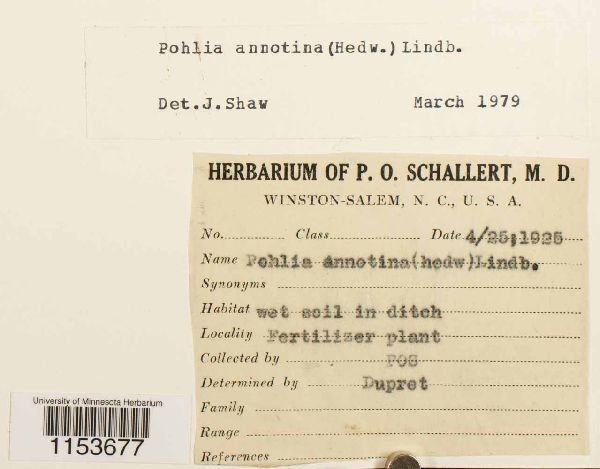 Pohlia annotina(Hedw.) Lindb.
Det.J.Shaw March 1979
HERBARIUM OF P. O. SCHALLERT, M. D.
WINSTON-SALEM, N. C., U. S. A.
No. Class Date 4/25;1925
Name Pohlia annotina(hedw)Lindb.
Synonyms
Habitat wet soil in ditch
Locality Fertilizer plant
Collected by POS
Determined by Dupret
Family
Range
References
University of Minnesota Herbarium
1153677